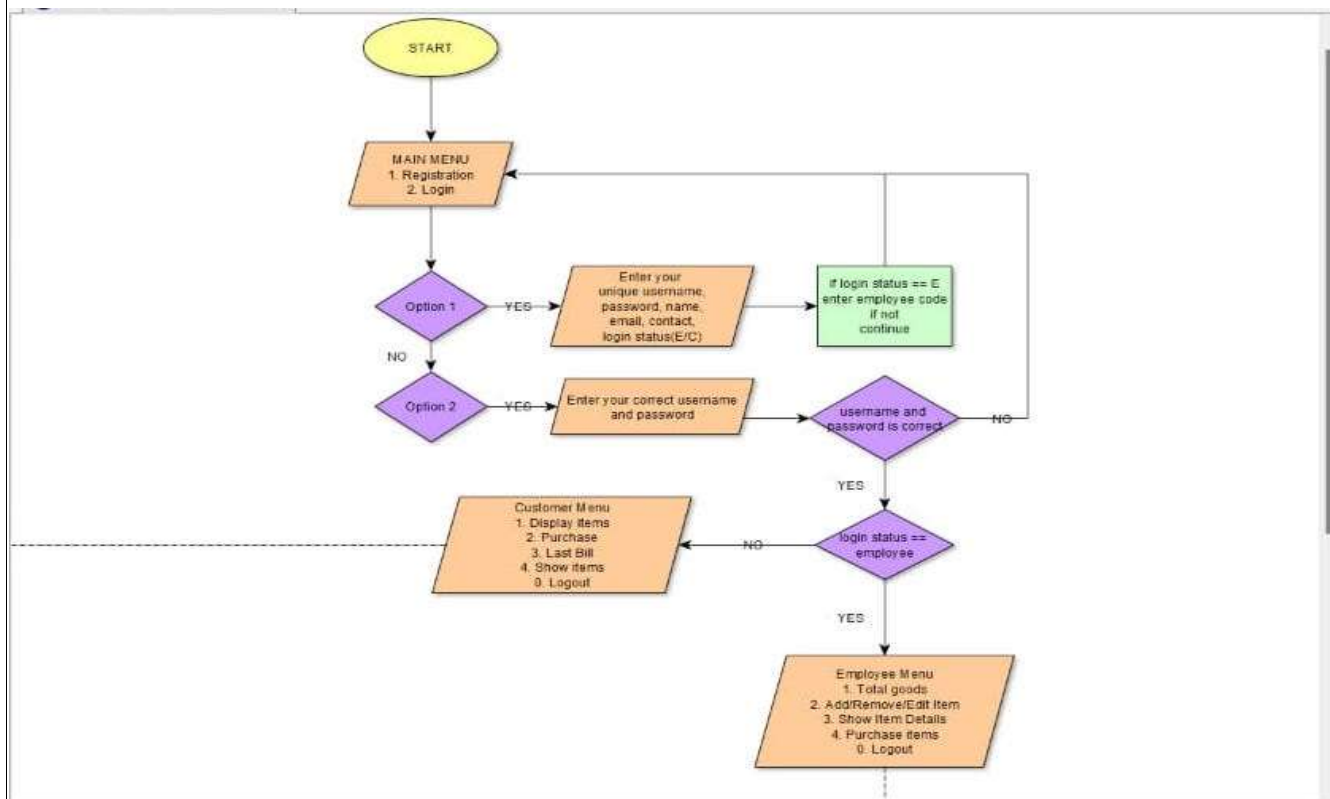 START
MAIN MENU
1. Registration
2. Login
Option 1
YES
Enter your
unique username,
password, name,
email, contact,
login status(E/C)
if login status == E
enter employee code
if not
continue
NO
Option 2
YES
Enter your correct username
and password
username and
password is correct
NO
YES
Customer Menu
1. Display items
2. Purchase
3. Last Bill
4. Show items
0. Logout
NO
login status ==
employee
YES
Employee Menu
1. Total goods
2. Add/Remove/Edit Item
3. Show Item Details
4. Purchase items
0. Logout